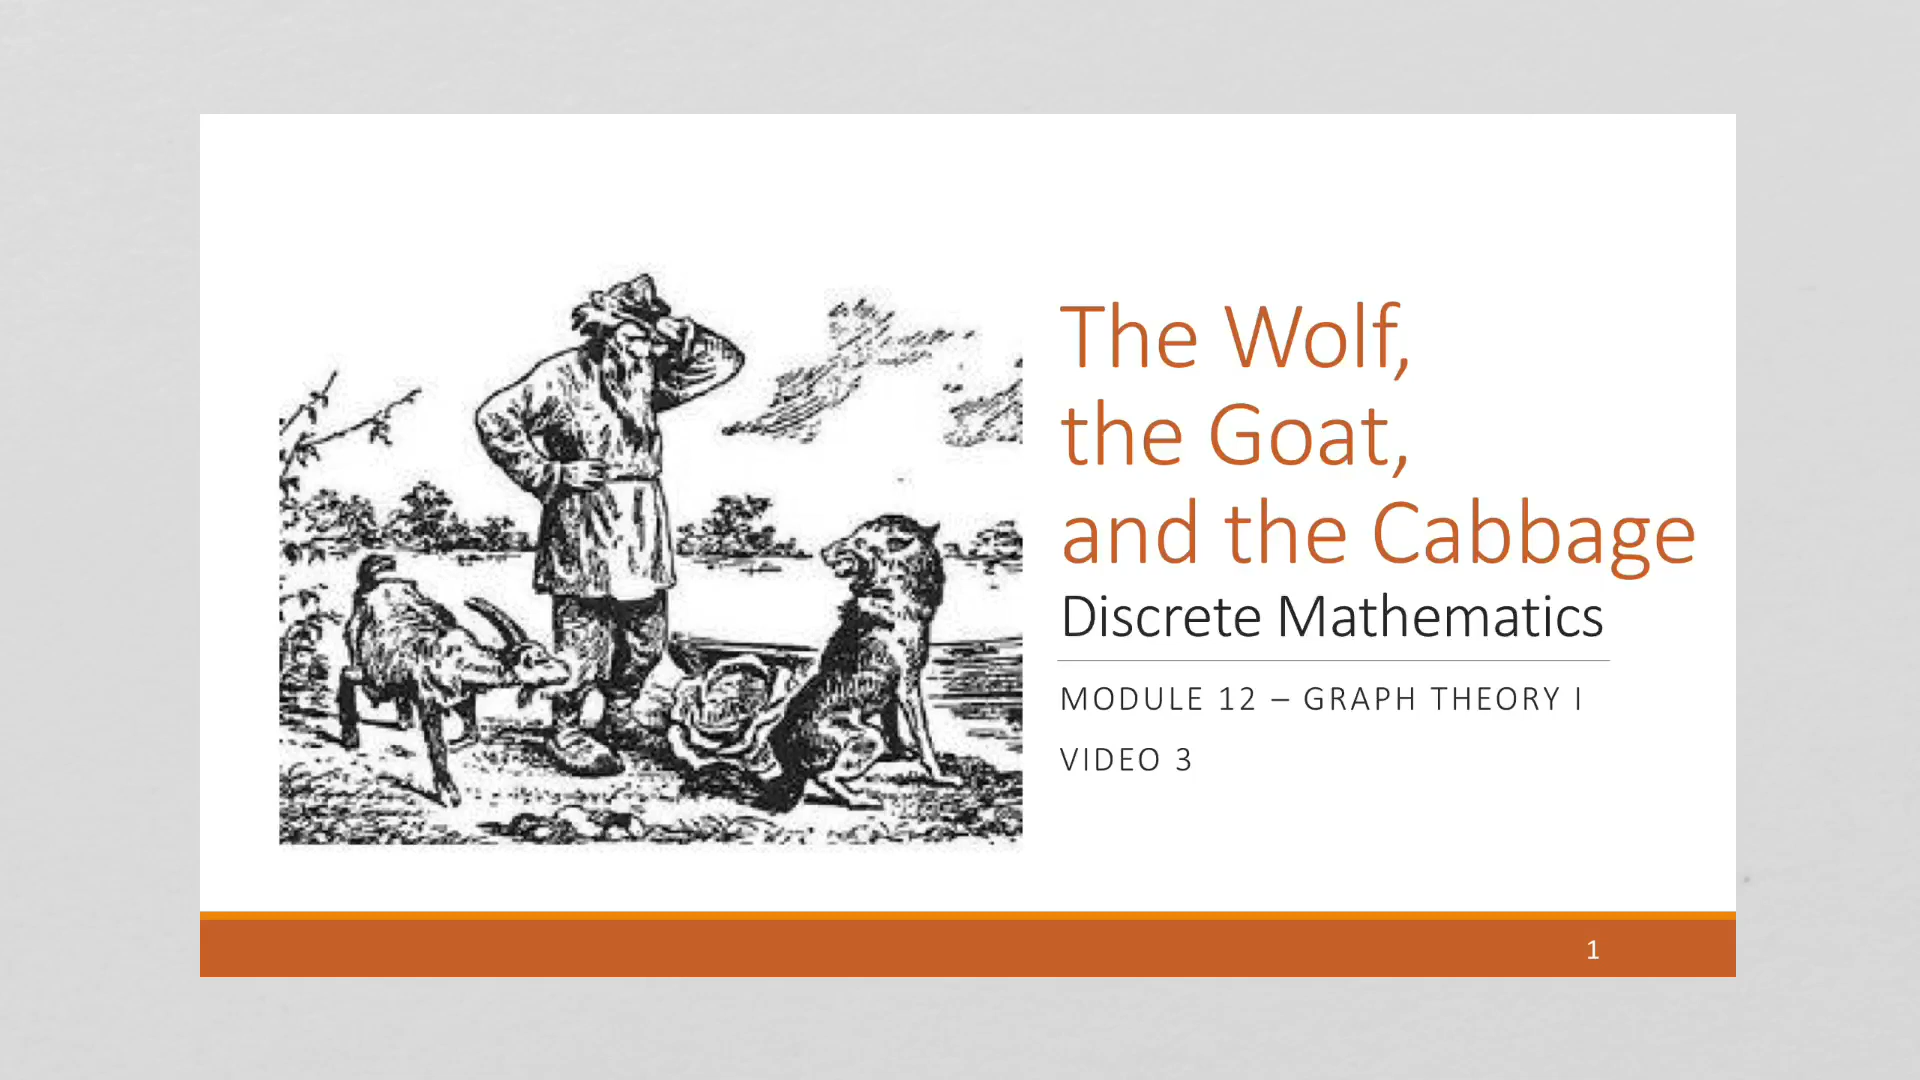 The Wolf,
the Goat,
and the Cabbage
Discrete Mathematics
MODULE 12 – GRAPH THEORY I
VIDEO 3
1